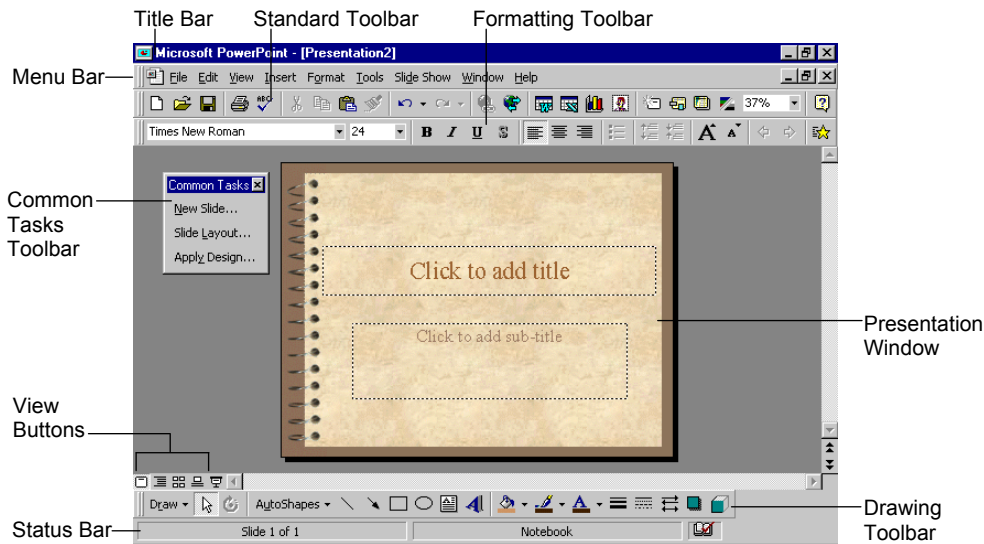 Title Bar Standard Toolbar Formatting Toolbar
Microsoft PowerPoint - [Presentation2]
Menu Bar
File Edit View Insert Format Tools Slide Show Window Help
ABC
37%
Times New Roman 24 B I U S A A
Common Tasks
New Slide...
Slide Layout...
Apply Design...
Common
Tasks
Toolbar
Click to add title
Click to add sub-title
Presentation
Window
View
Buttons
Draw AutoShapes A A
Drawing
Toolbar
Status Bar
Slide 1 of 1 Notebook